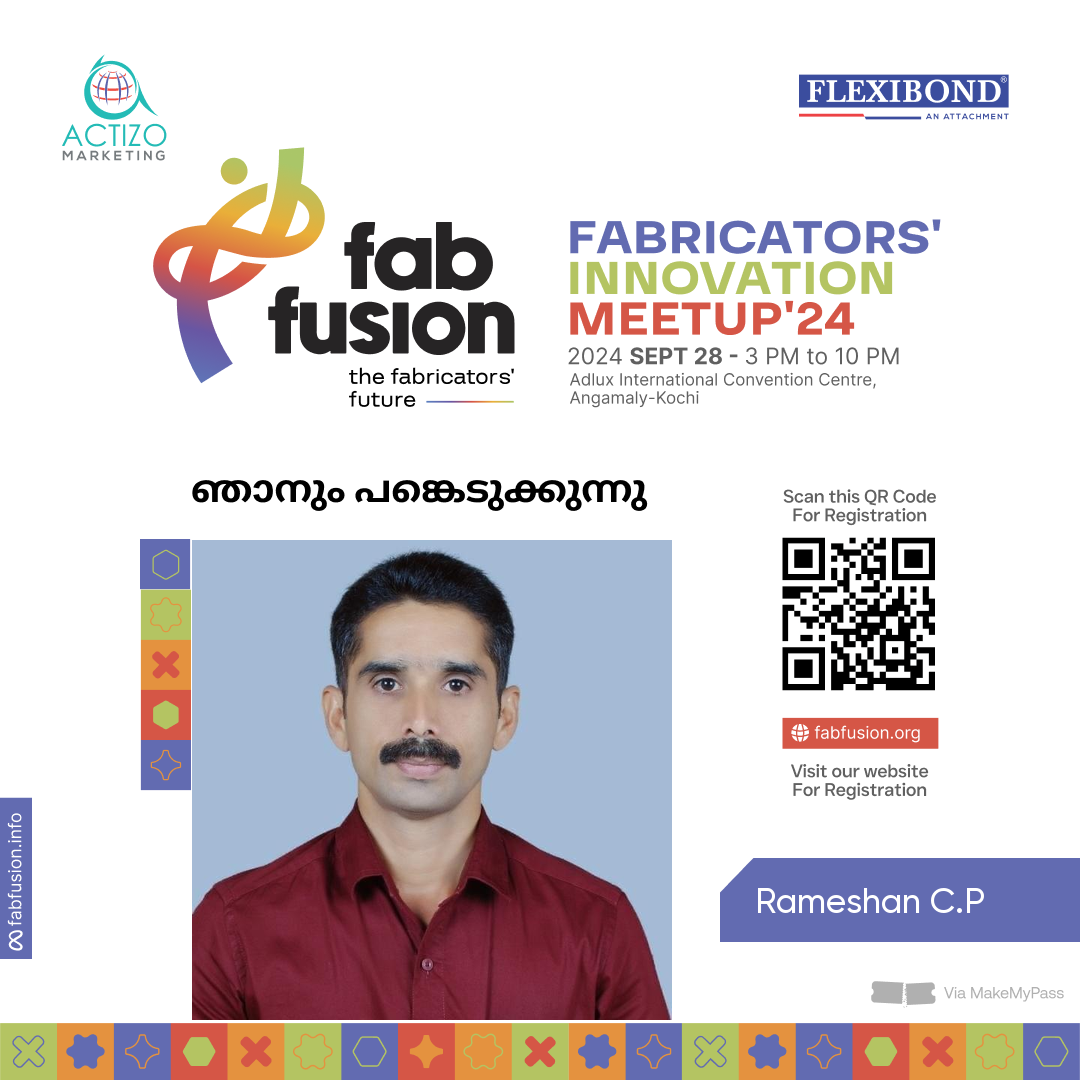 ACTIZO
MARKETING
FLEXIBOND®
AN ATTACHMENT
fab
fusion
the fabricators'
future
FABRICATORS'
INNOVATION
MEETUP'24
2024 SEPT 28 - 3 PM to 10 PM
Adlux International Convention Centre,
Angamaly-Kochi
ഞാനും പങ്കെടുക്കുന്നു
Scan this QR Code
For Registration
fabfusion.org
Visit our website
For Registration
fabfusion.info
Rameshan C.P
Via MakeMyPass